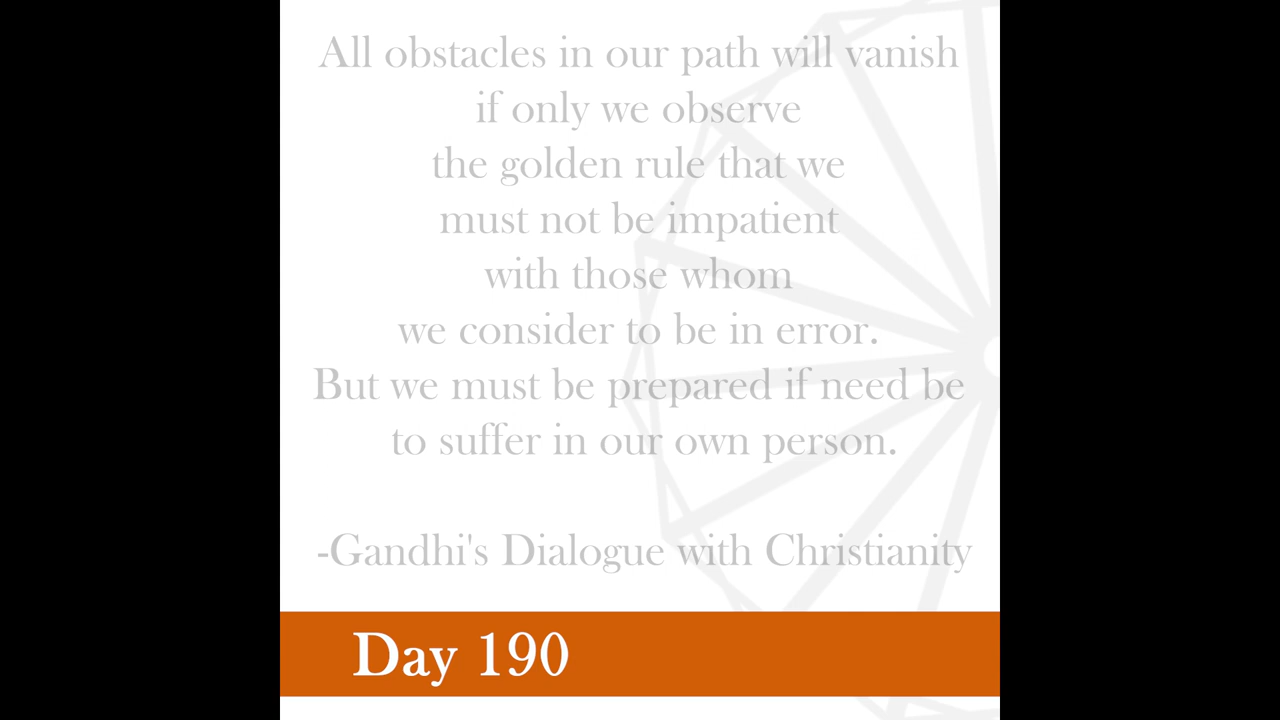 All obstacles in our path will vanish
if only we observe
the golden rule that we
must not be impatient
with those whom
we consider to be in error.
But we must be prepared if need be
to suffer in our own person.
-Gandhi's Dialogue with Christianity
Day 190